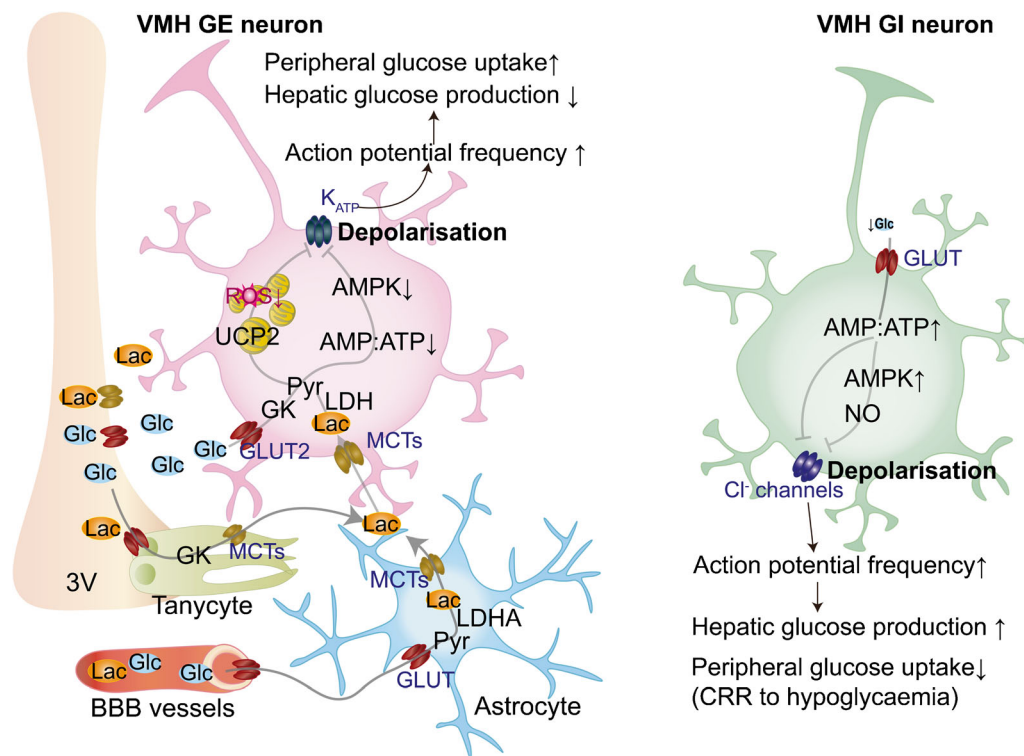 VMH GE neuron
VMH GI neuron
Peripheral glucose uptake↑
Hepatic glucose production ↓
Action potential frequency ↑
K_ATP
Depolarisation
ROS↓
AMPK↓
UCP2
AMP:ATP↓
Pyr
GK
LDH
Lac
Glc
GLUT2
MCTs
Lac
Lac
Glc
Glc
Glc
Glc
Lac
GK
MCTs
Lac
3V
Tanycyte
MCTs
Lac
LDHA
Pyr
GLUT
Astrocyte
Lac
Glc
Glc
BBB vessels
↓Glc
GLUT
AMP:ATP↑
AMPK↑
NO
Depolarisation
Cl⁻ channels
Action potential frequency↑
Hepatic glucose production ↑
Peripheral glucose uptake↓
(CRR to hypoglycaemia)